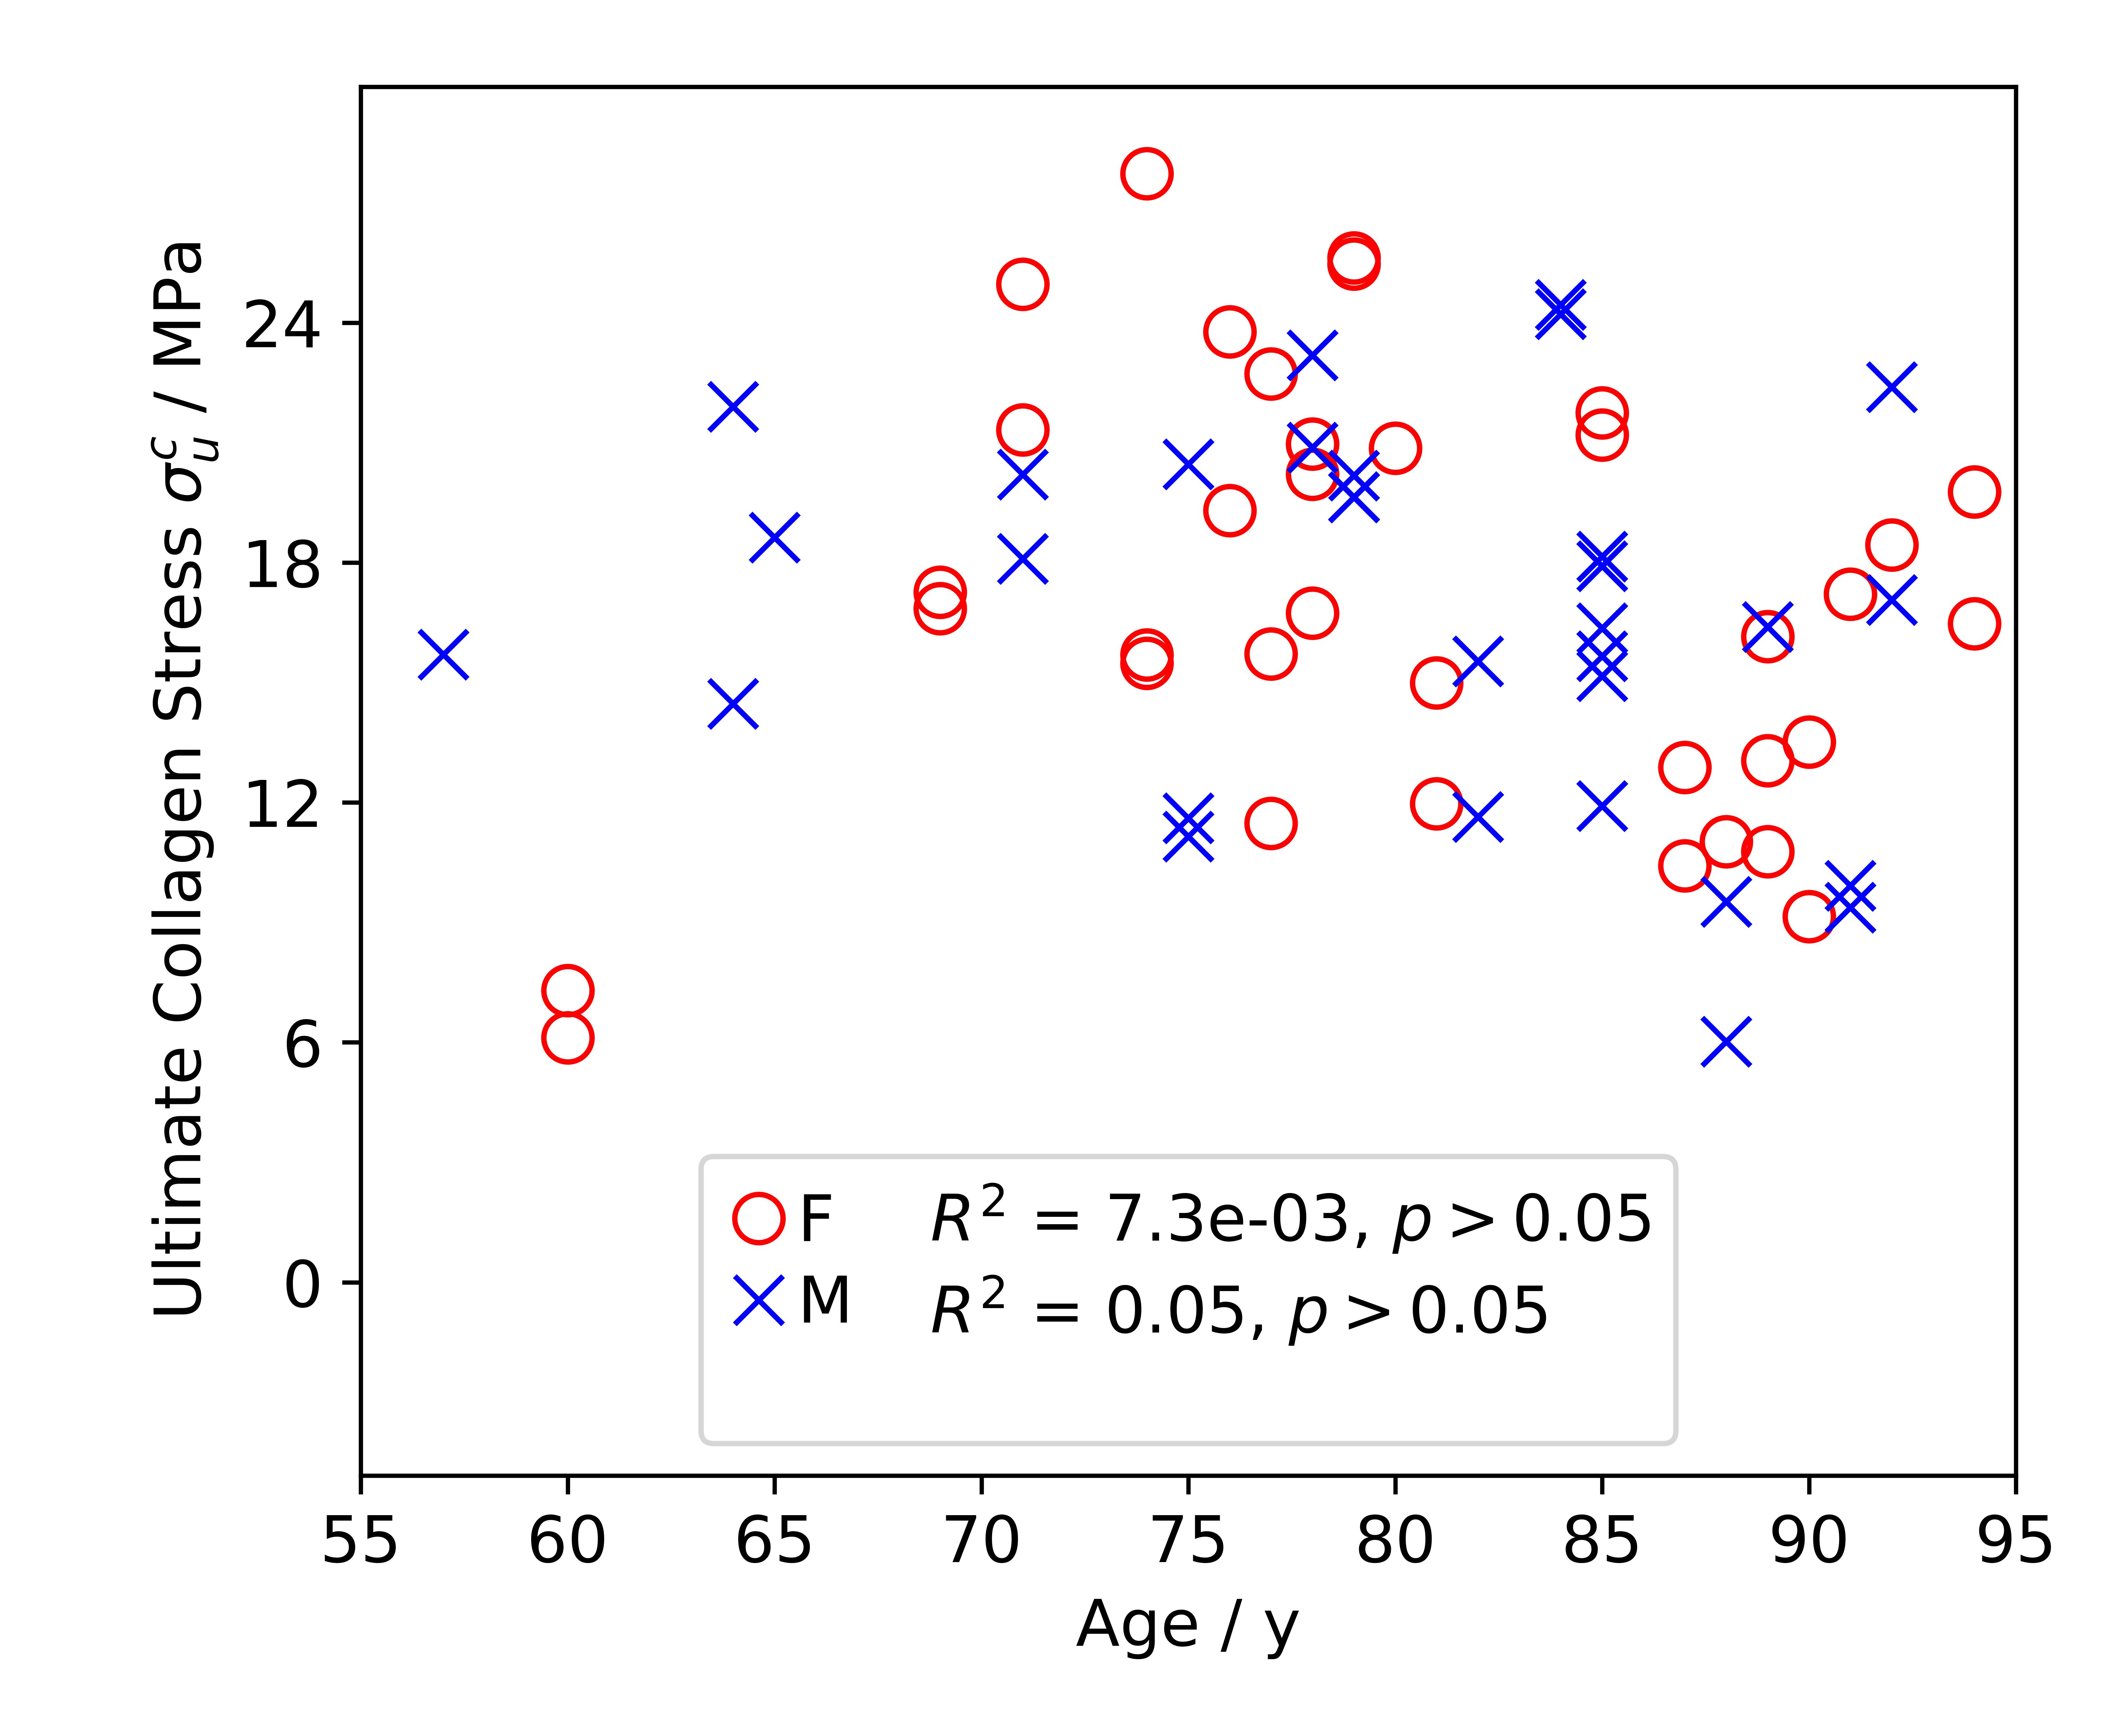 Ultimate Collagen Stress σᵤᶜ / MPa
24
18
12
6
0
F R² = 7.3e-03, p > 0.05
M R² = 0.05, p > 0.05
55 60 65 70 75 80 85 90 95
Age / y